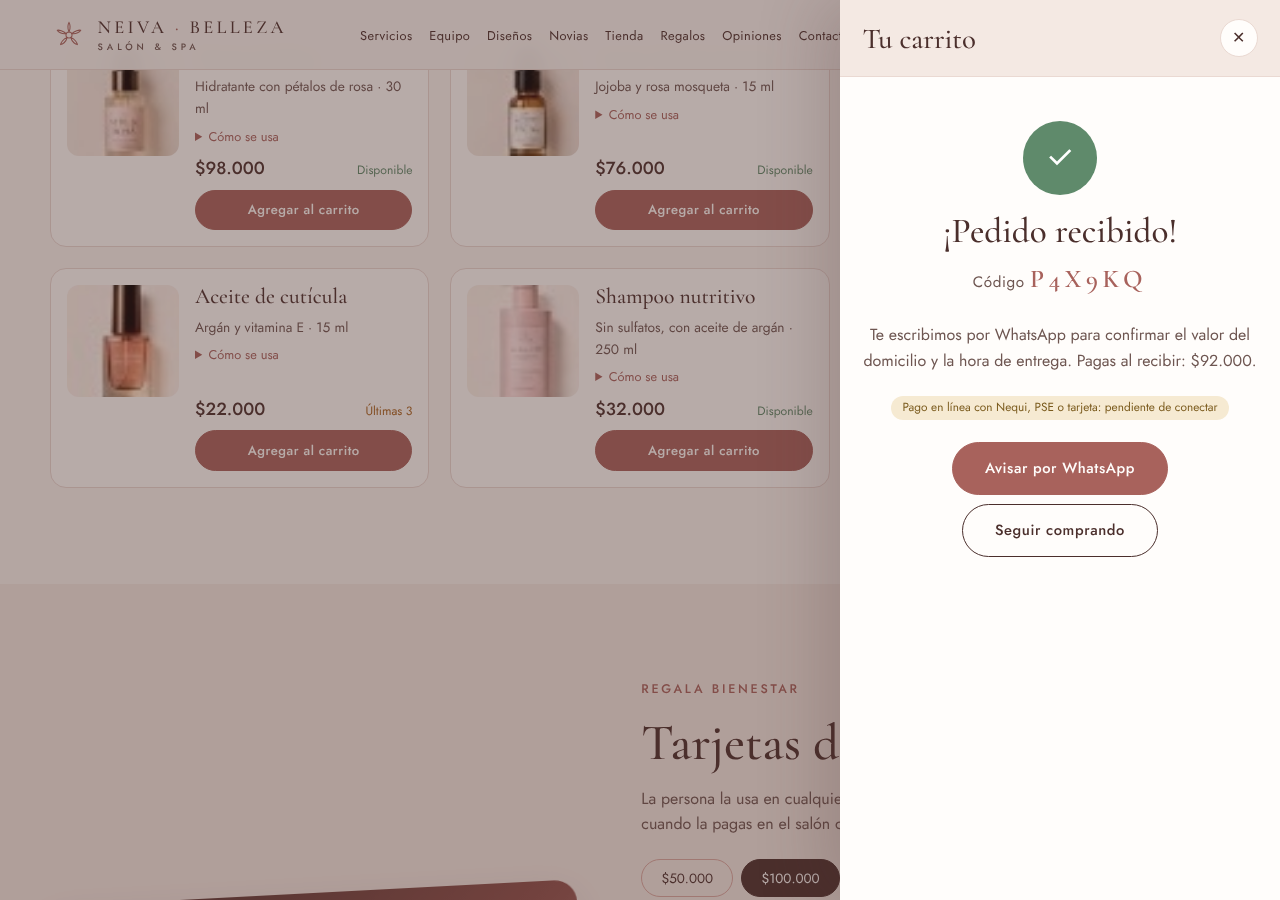 NEIVA · BELLEZA
SALÓN & SPA
Servicios Equipo Diseños Novias Tienda Regalos Opiniones Contact
Hidratante con pétalos de rosa · 30
ml
▶ Cómo se usa
$98.000 Disponible
Agregar al carrito
Jojoba y rosa mosqueta · 15 ml
▶ Cómo se usa
$76.000 Disponible
Agregar al carrito
Aceite de cutícula
Argán y vitamina E · 15 ml
▶ Cómo se usa
$22.000 Últimas 3
Agregar al carrito
Shampoo nutritivo
Sin sulfatos, con aceite de argán ·
250 ml
▶ Cómo se usa
$32.000 Disponible
Agregar al carrito
REGALA BIENESTAR
Tarjetas d
La persona la usa en cualquie
cuando la pagas en el salón
$50.000 $100.000
Tu carrito
✕
¡Pedido recibido!
Código P4X9KQ
Te escribimos por WhatsApp para confirmar el valor del
domicilio y la hora de entrega. Pagas al recibir: $92.000.
Pago en línea con Nequi, PSE o tarjeta: pendiente de conectar
Avisar por WhatsApp
Seguir comprando